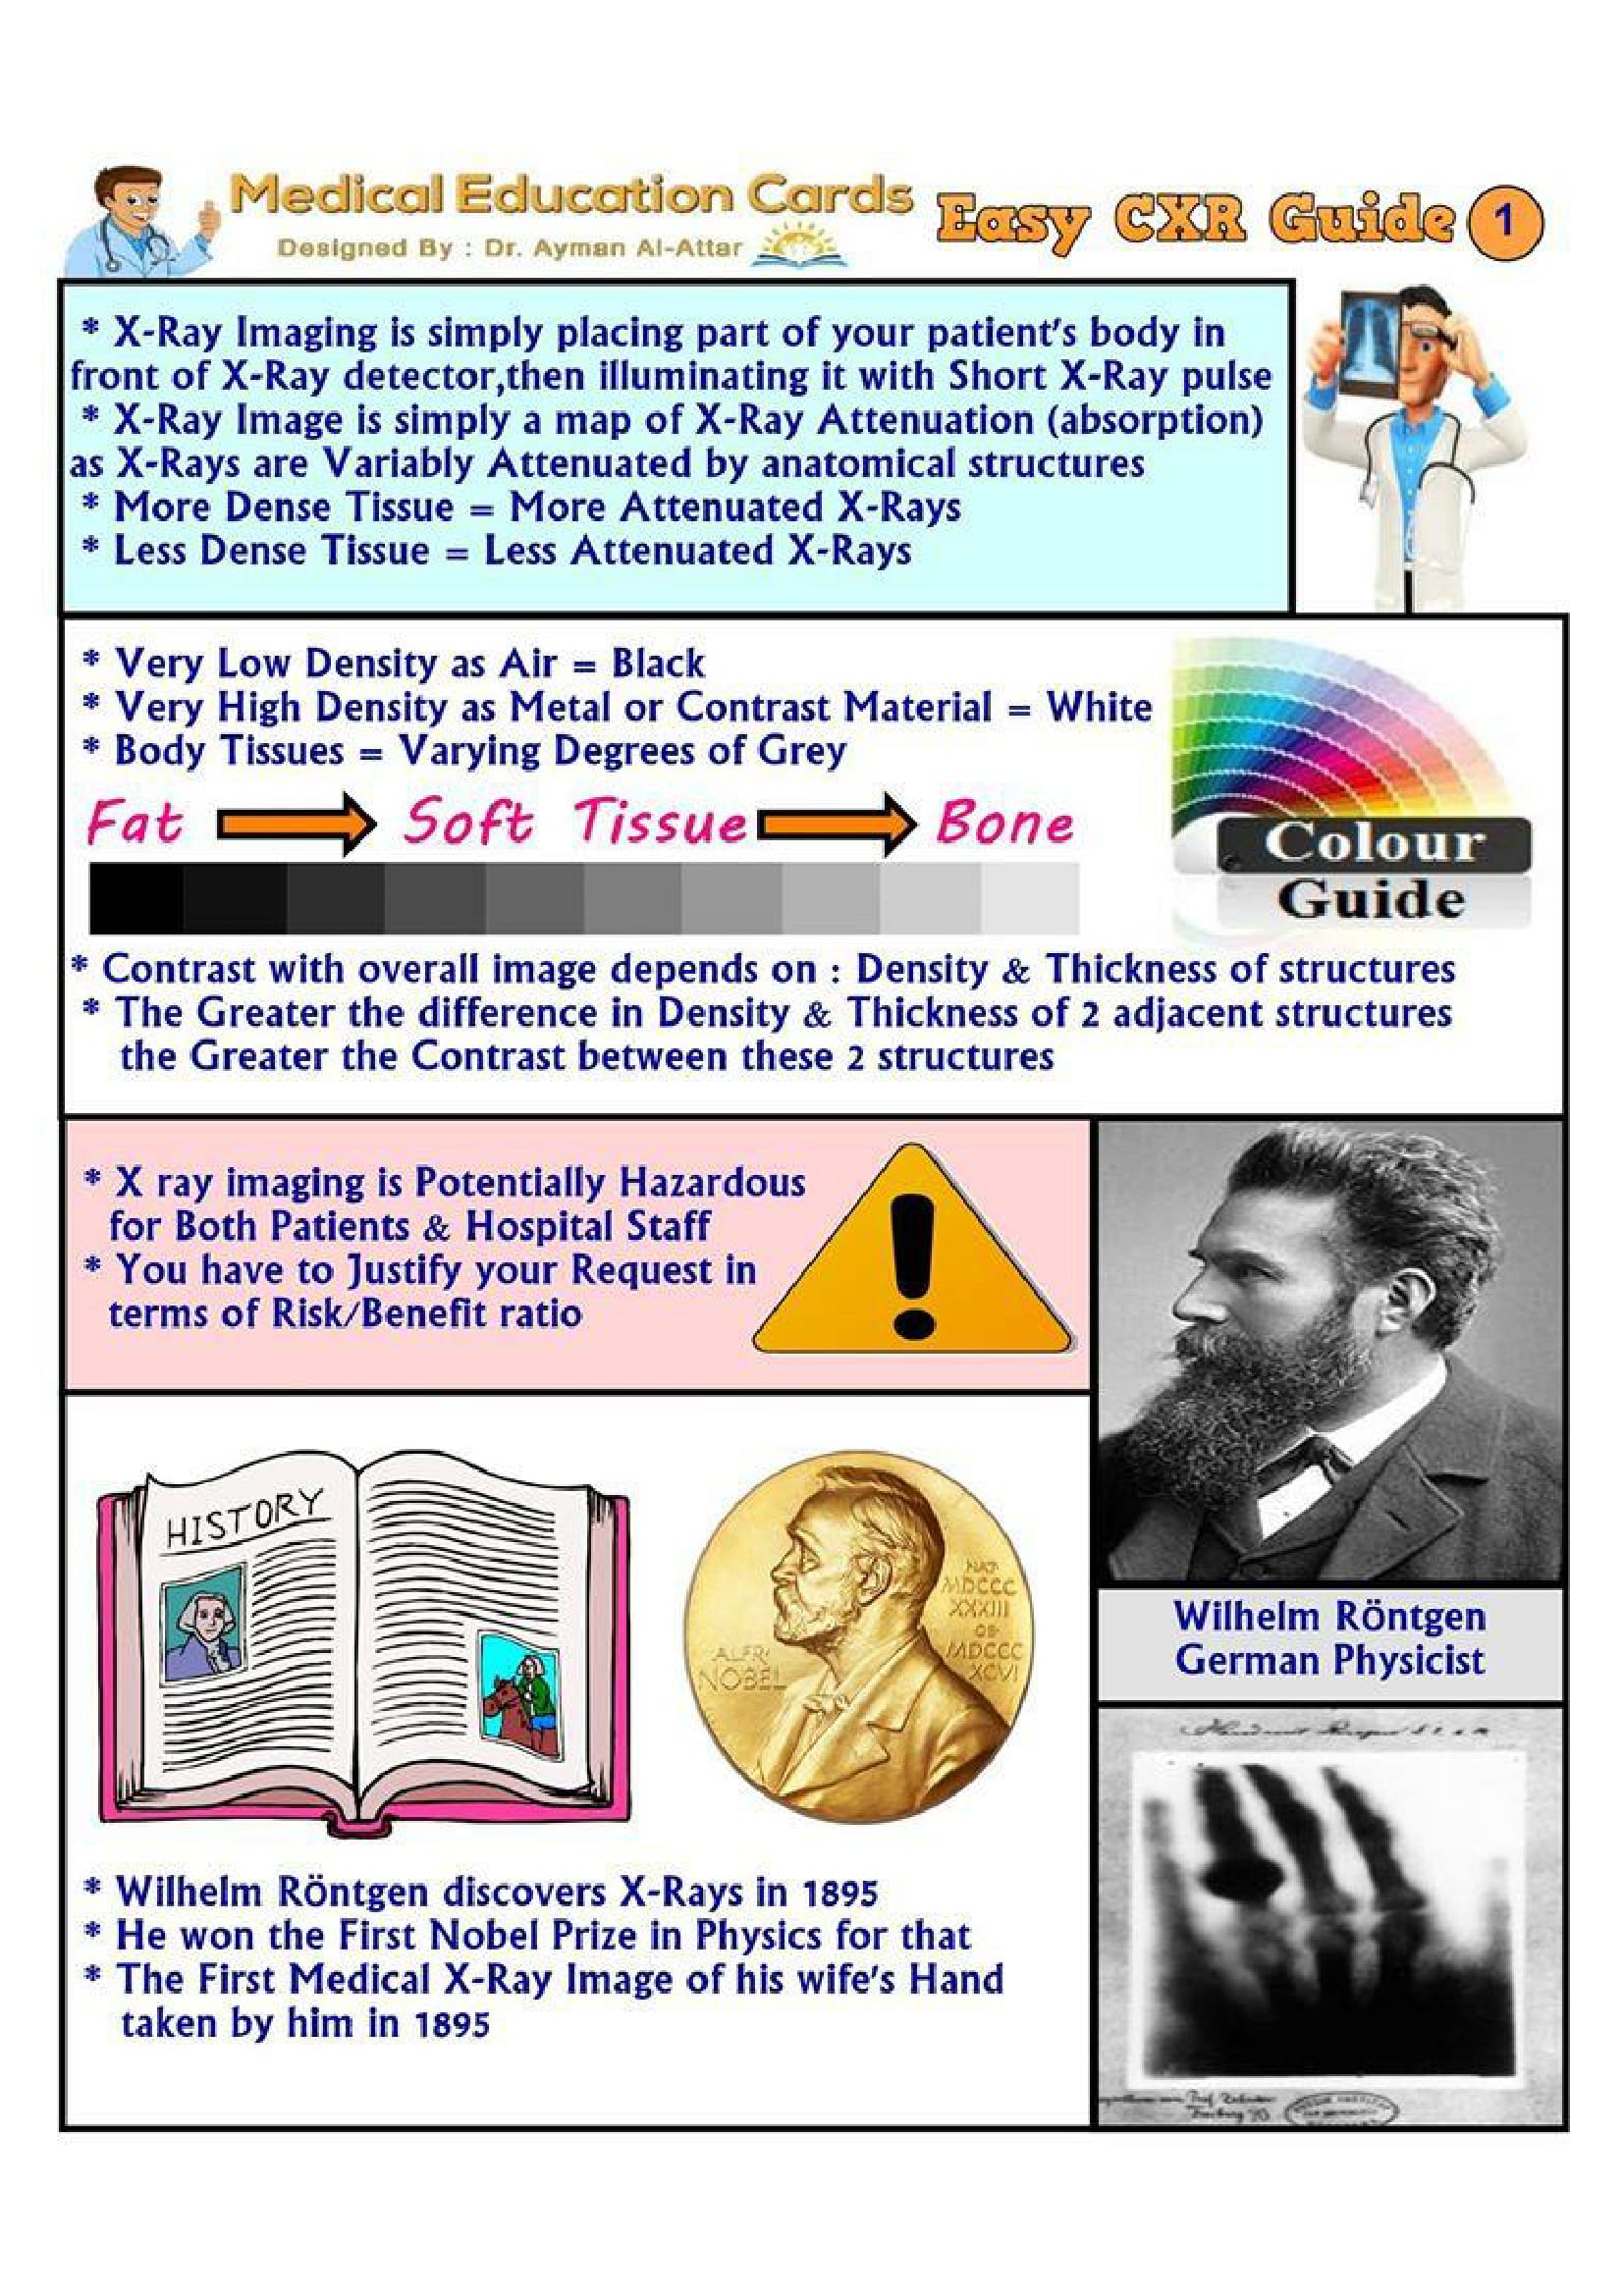 Medical Education Cards
Designed By : Dr. Ayman Al-Attar
Easy CXR Guide 1
* X-Ray Imaging is simply placing part of your patient's body in
front of X-Ray detector,then illuminating it with Short X-Ray pulse
* X-Ray Image is simply a map of X-Ray Attenuation (absorption)
as X-Rays are Variably Attenuated by anatomical structures
* More Dense Tissue = More Attenuated X-Rays
* Less Dense Tissue = Less Attenuated X-Rays
* Very Low Density as Air = Black
* Very High Density as Metal or Contrast Material = White
* Body Tissues = Varying Degrees of Grey
Fat Soft Tissue Bone
Colour
Guide
* Contrast with overall image depends on : Density & Thickness of structures
* The Greater the difference in Density & Thickness of 2 adjacent structures
the Greater the Contrast between these 2 structures
* X ray imaging is Potentially Hazardous
for Both Patients & Hospital Staff
* You have to Justify your Request in
terms of Risk/Benefit ratio
HISTORY
ALFR.
NOBEL
NAT.
MDCCC
XXXIII
OB.
MDCCC
XCVI
Wilhelm Röntgen
German Physicist
* Wilhelm Röntgen discovers X-Rays in 1895
* He won the First Nobel Prize in Physics for that
* The First Medical X-Ray Image of his wife's Hand
taken by him in 1895